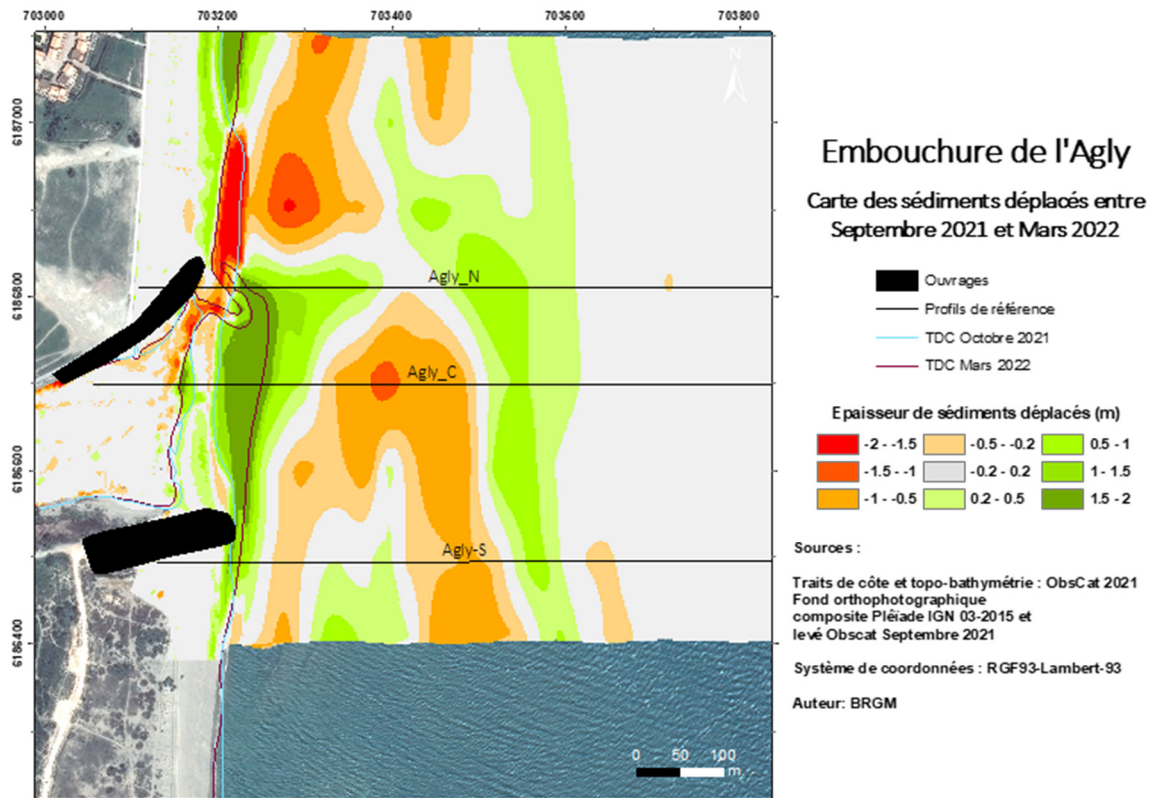 703000 703200 703400 703600 703800
6187000
6186800
6186600
6186400
N
Agly_N
Agly_C
Agly-S
0 50 100
m
Embouchure de l'Agly
Carte des sédiments déplacés entre
Septembre 2021 et Mars 2022
Ouvrages
Profils de référence
TDC Octobre 2021
TDC Mars 2022
Epaisseur de sédiments déplacés (m)
-2 - -1.5 -0.5 - -0.2 0.5 - 1
-1.5 - -1 -0.2 - 0.2 1 - 1.5
-1 - -0.5 0.2 - 0.5 1.5 - 2
Sources :
Traits de côte et topo-bathymétrie : ObsCat 2021
Fond orthophotographique
composite Plêiade IGN 03-2015 et
levé Obscat Septembre 2021
Système de coordonnées : RGF93-Lambert-93
Auteur: BRGM